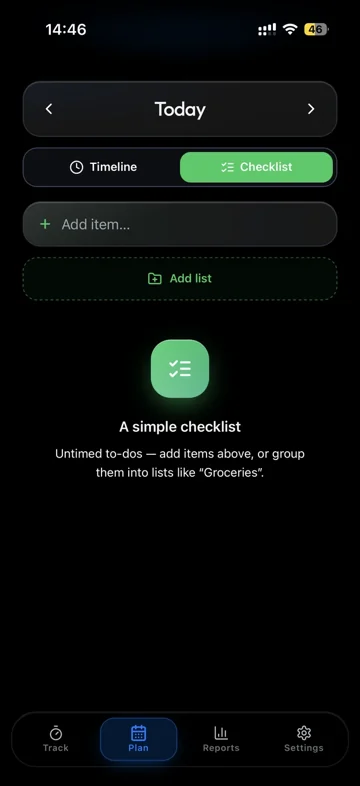 14:46
46
Today
Timeline
Checklist
Add item...
Add list
A simple checklist
Untimed to-dos — add items above, or group
them into lists like “Groceries”.
Track
Plan
Reports
Settings